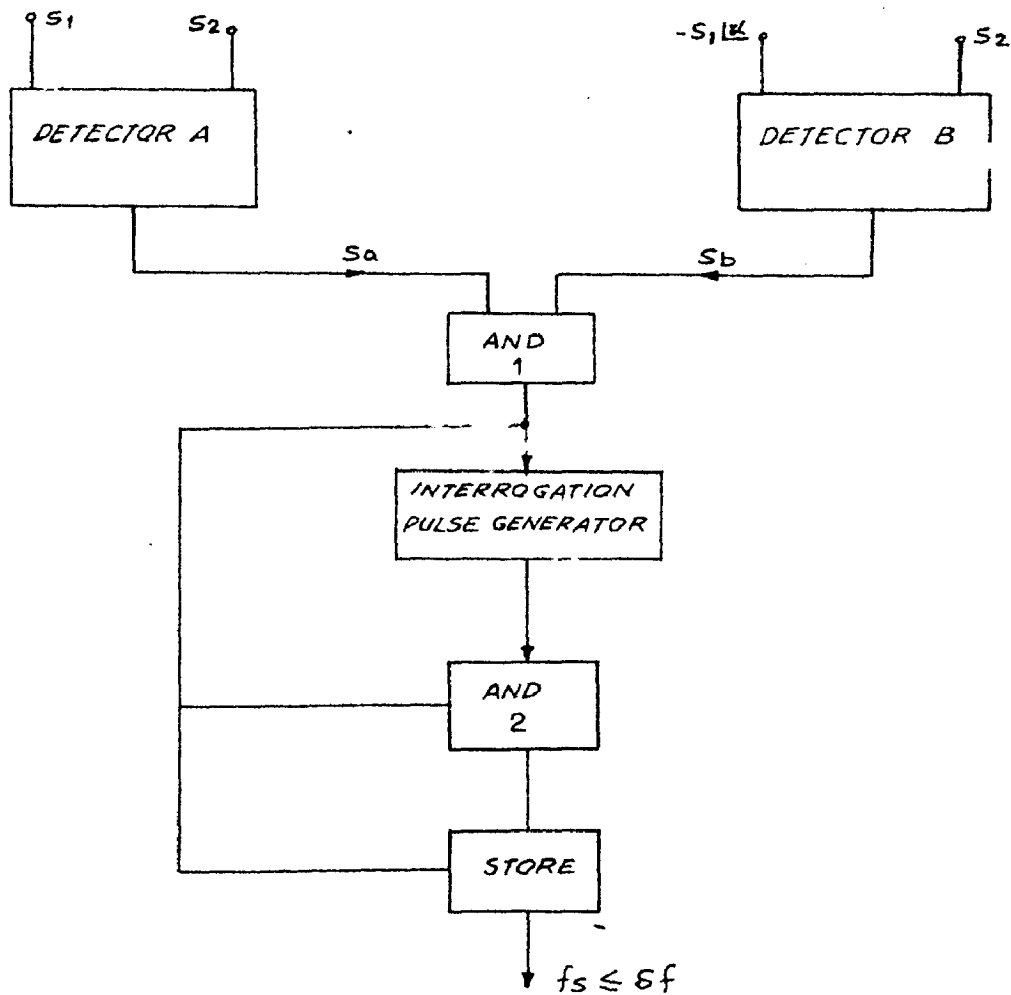 S1
S2
-S1∠α
S2
DETECTOR A
DETECTOR B
Sa
Sb
AND
1
INTERROGATION
PULSE GENERATOR
AND
2
STORE
fs ≤ δf